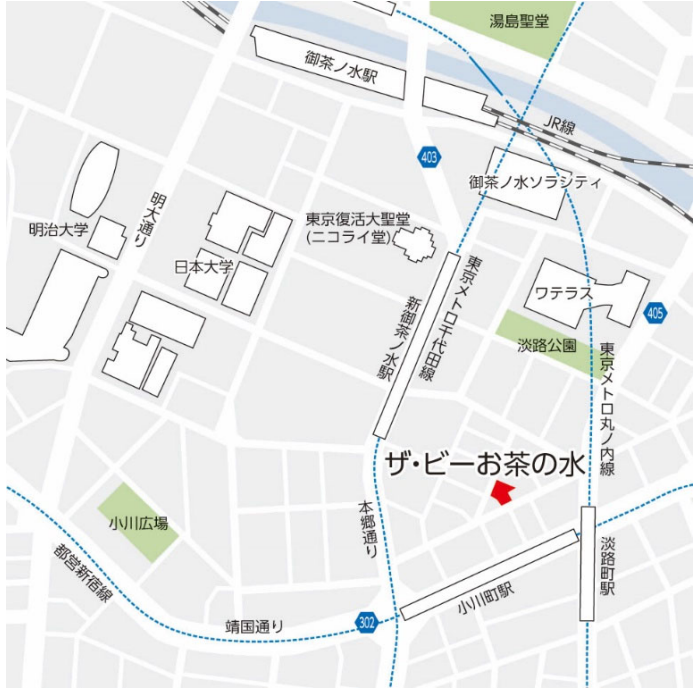 湯島聖堂
御茶ノ水駅
JR線
403
御茶ノ水ソラシティ
明大通り
明治大学
日本大学
東京復活大聖堂
(ニコライ堂)
東京メトロ千代田線
新御茶ノ水駅
ワテラス
405
淡路公園
東京メトロ丸ノ内線
ザ・ビーお茶の水
本郷通り
小川広場
都営新宿線
靖国通り
302
小川町駅
淡路町駅